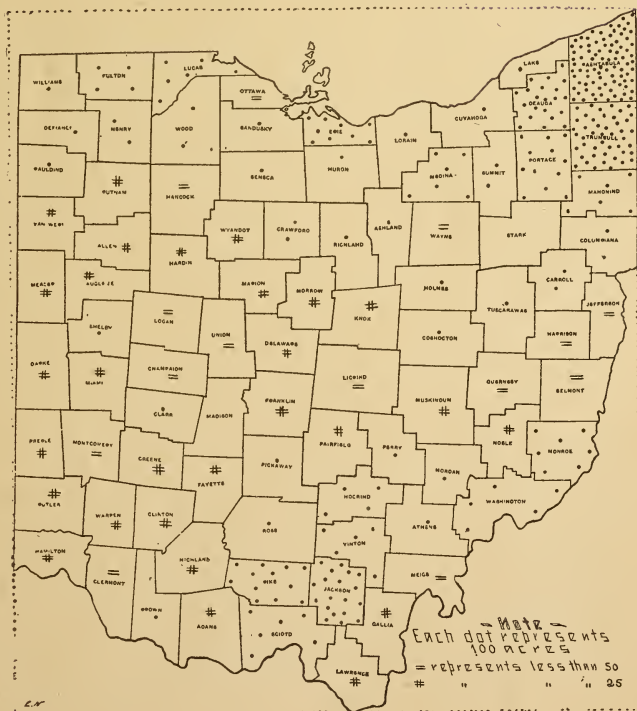 WILLIAMS
FULTON
LUCAS
OTTAWA
LAKE
ASHTABULA
GEAUGA
CUYAHOGA
TRUMBULL
DEFIANCE
HENRY
WOOD
SANDUSKY
ERIE
LORAIN
PORTAGE
MEDINA
SUMMIT
PAULDING
SENECA
HURON
MAHONING
PUTNAM
HANCOCK
VAN WERT
WYANDOT
CRAWFORD
RICHLAND
ASHLAND
WAYNE
STARK
COLUMBIANA
ALLEN
HARDIN
MERCER
AUGLAIZE
MARION
MORROW
HOLMES
CARROLL
JEFFERSON
KNOX
TUSCARAWAS
LOGAN
UNION
SHELBY
DELAWARE
COSHOCTON
HARRISON
DARKE
MIAMI
CHAMPAIGN
LICKING
GUERNSEY
BELMONT
FRANKLIN
MUSKINGUM
CLARK
MADISON
PREBLE
MONTGOMERY
GREENE
FAIRFIELD
PERRY
NOBLE
MONROE
PICKAWAY
FAYETTE
MORGAN
BUTLER
WARREN
CLINTON
HOCKING
WASHINGTON
ROSS
ATHENS
VINTON
HAMILTON
HIGHLAND
CLERMONT
PIKE
JACKSON
MEIGS
BROWN
ADAMS
SCIOTO
GALLIA
LAWRENCE
- Note -
Each dot represents
100 acres
= represents less than 50
# " " " 25
E.N